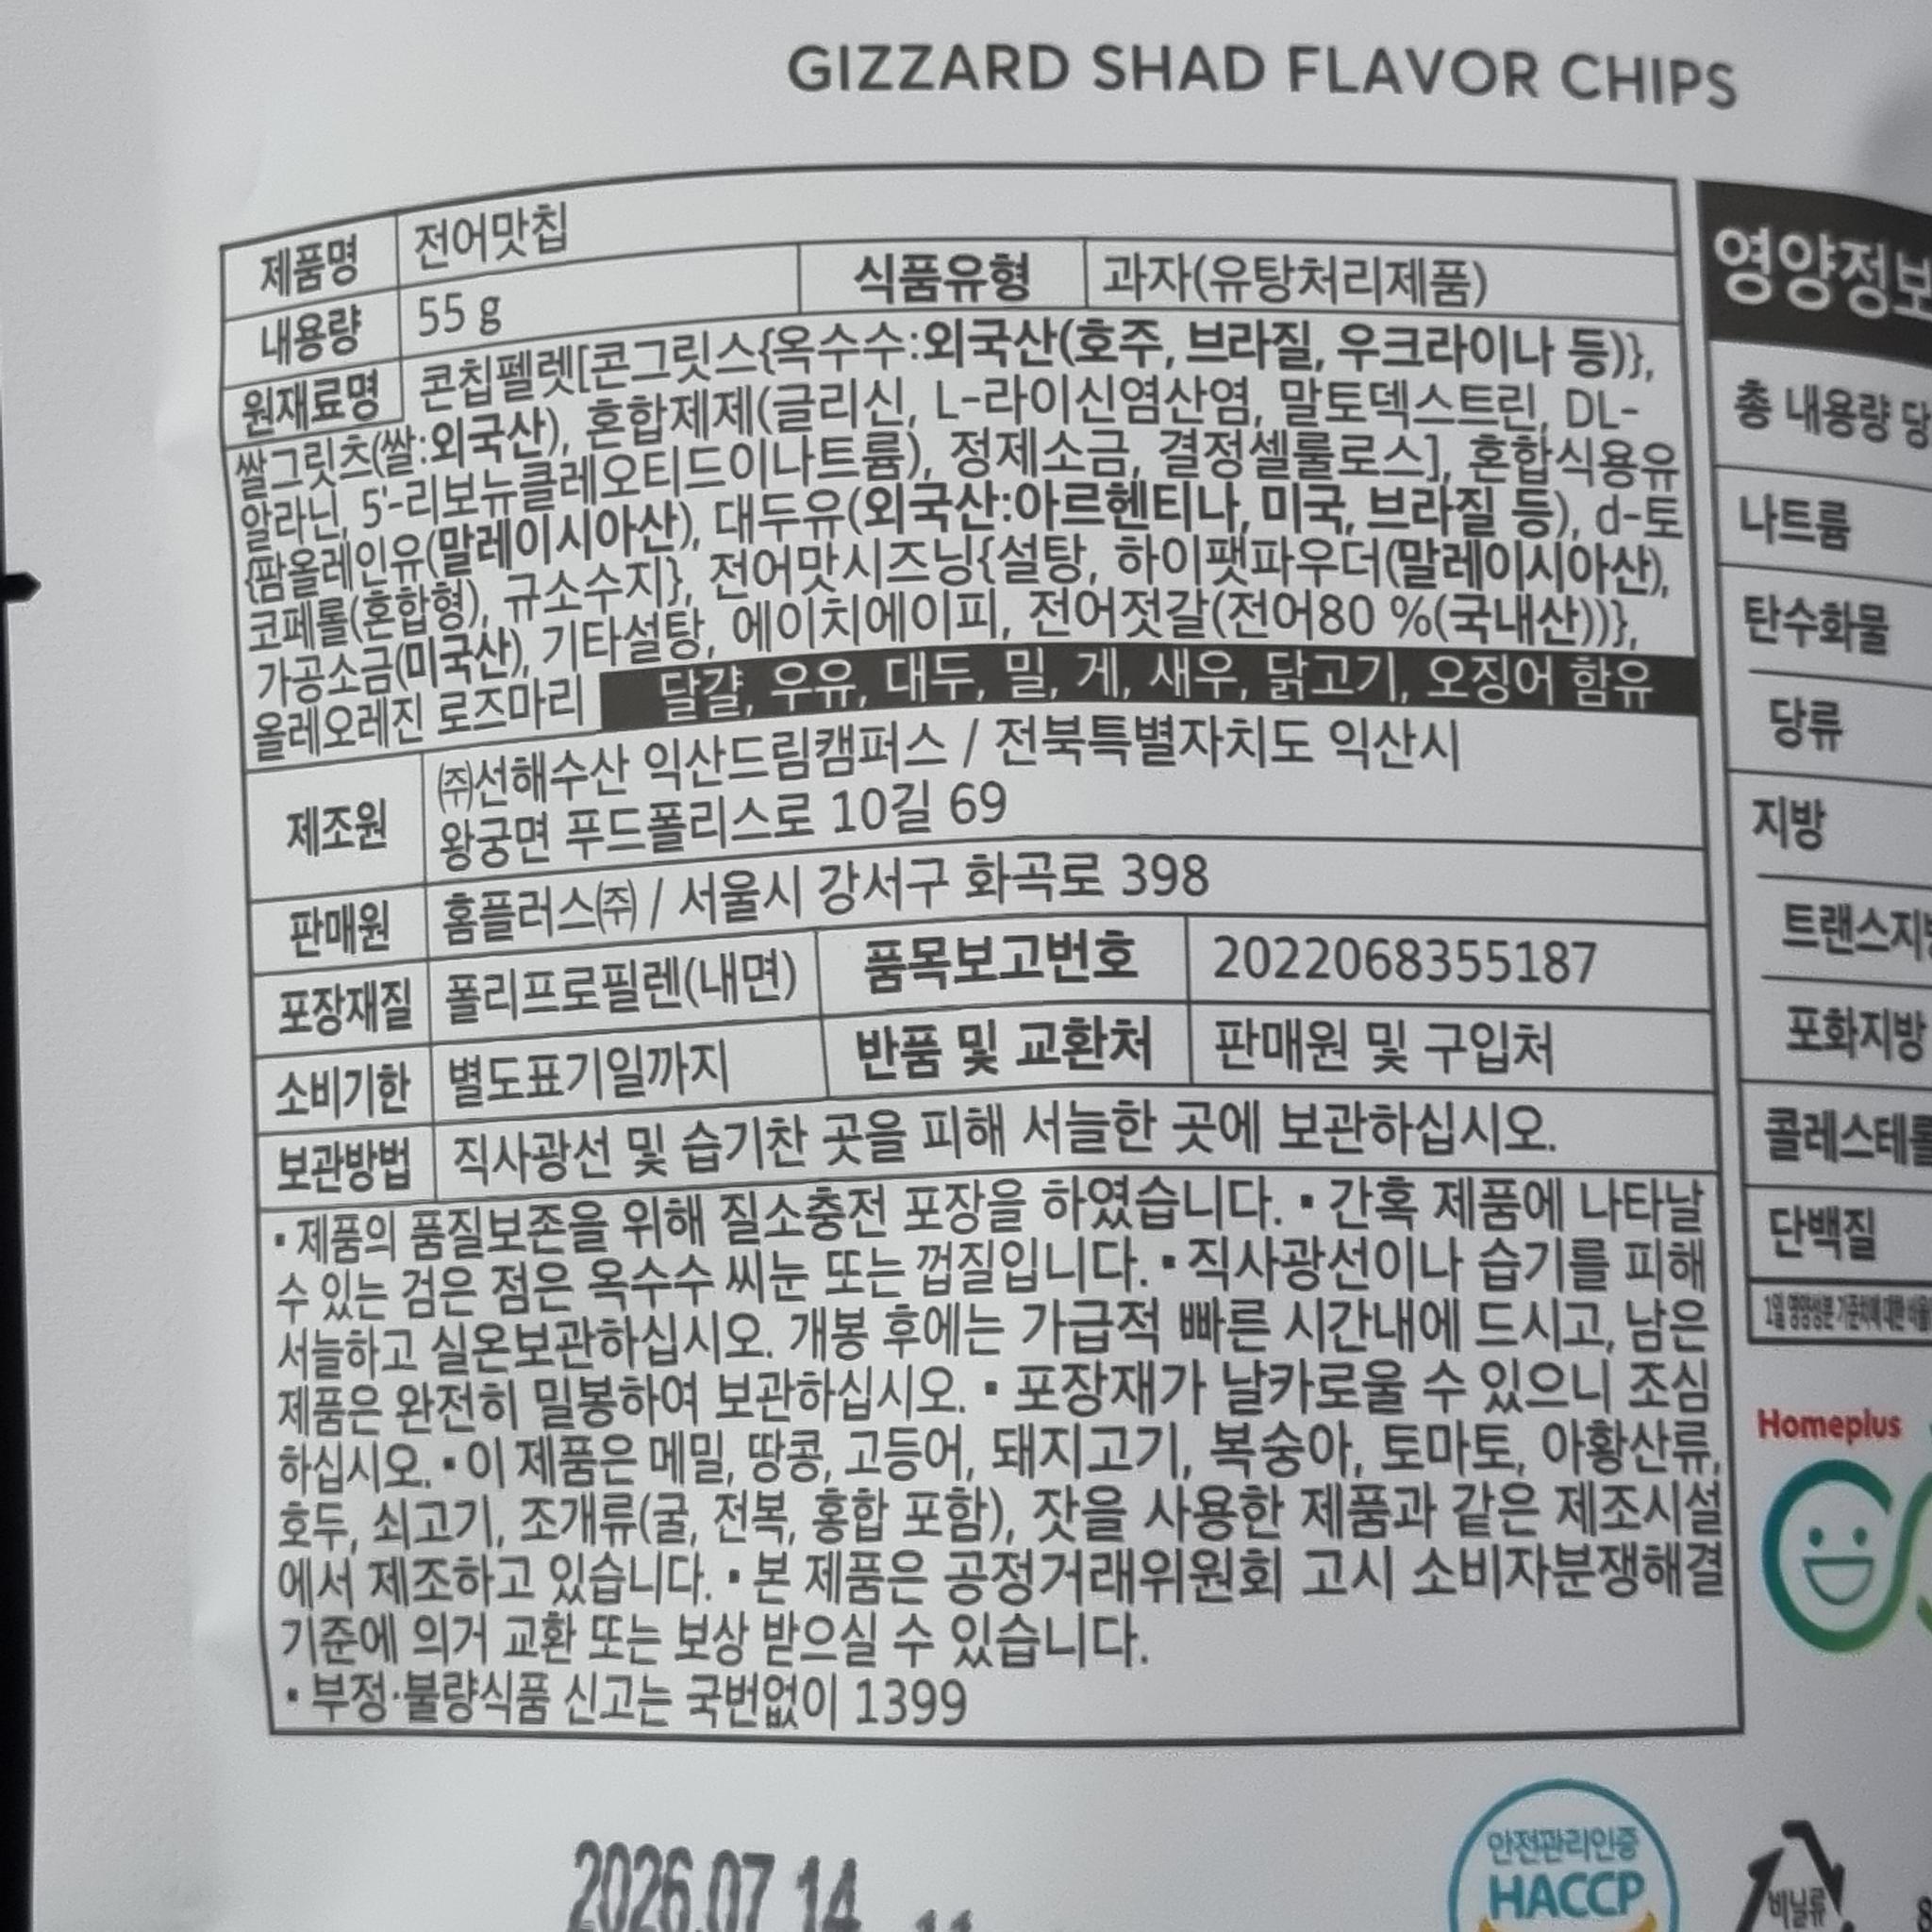 GIZZARD SHAD FLAVOR CHIPS
제품명 전어맛칩
내용량 55 g 식품유형 과자(유탕처리제품)
원재료명 콘칩펠렛[콘그릿스{옥수수:외국산(호주, 브라질, 우크라이나 등)},
쌀그릿츠(쌀:외국산), 혼합제제(글리신, L-라이신염산염, 말토덱스트린, DL-
알라닌, 5'-리보뉴클레오티드이나트륨), 정제소금, 결정셀룰로스], 혼합식용유
{팜올레인유(말레이시아산), 대두유(외국산:아르헨티나, 미국, 브라질 등), d-토
코페롤(혼합형), 규소수지}, 전어맛시즈닝{설탕, 하이팻파우더(말레이시아산),
가공소금(미국산), 기타설탕, 에이치에이피, 전어젓갈(전어80 %(국내산))},
올레오레진 로즈마리 달걀, 우유, 대두, 밀, 게, 새우, 닭고기, 오징어 함유
제조원 ㈜선해수산 익산드림캠퍼스 / 전북특별자치도 익산시
왕궁면 푸드폴리스로 10길 69
판매원 홈플러스㈜ / 서울시 강서구 화곡로 398
포장재질 폴리프로필렌(내면) 품목보고번호 2022068355187
소비기한 별도표기일까지 반품 및 교환처 판매원 및 구입처
보관방법 직사광선 및 습기찬 곳을 피해 서늘한 곳에 보관하십시오.
▪ 제품의 품질보존을 위해 질소충전 포장을 하였습니다. ▪ 간혹 제품에 나타날
수 있는 검은 점은 옥수수 씨눈 또는 껍질입니다. ▪ 직사광선이나 습기를 피해
서늘하고 실온보관하십시오. 개봉 후에는 가급적 빠른 시간내에 드시고, 남은
제품은 완전히 밀봉하여 보관하십시오. ▪ 포장재가 날카로울 수 있으니 조심
하십시오. ▪ 이 제품은 메밀, 땅콩, 고등어, 돼지고기, 복숭아, 토마토, 아황산류,
호두, 쇠고기, 조개류(굴, 전복, 홍합 포함), 잣을 사용한 제품과 같은 제조시설
에서 제조하고 있습니다. ▪ 본 제품은 공정거래위원회 고시 소비자분쟁해결
기준에 의거 교환 또는 보상 받으실 수 있습니다.
▪ 부정·불량식품 신고는 국번없이 1399
영양정보
총 내용량 당
나트륨
탄수화물
당류
지방
트랜스지방
포화지방
콜레스테롤
단백질
Homeplus
2026.07.14
안전관리인증
HACCP
비닐류